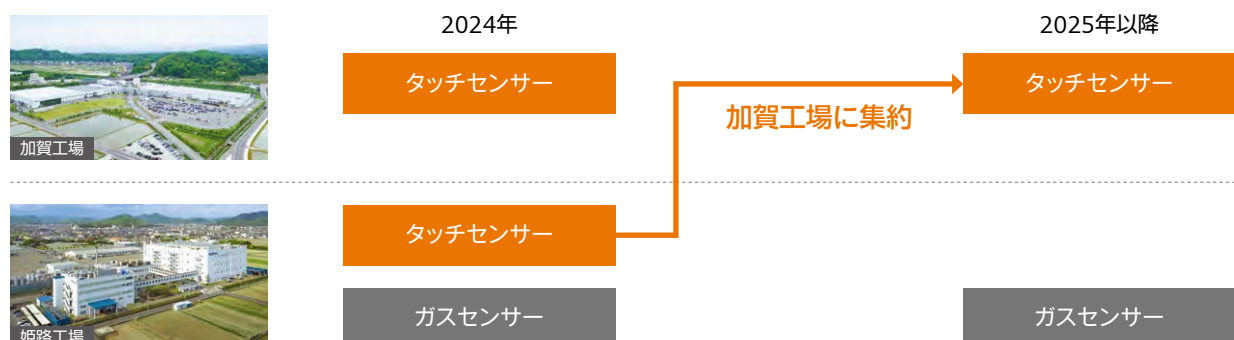 2024年
2025年以降
タッチセンサー
タッチセンサー
加賀工場に集約
加賀工場
タッチセンサー
ガスセンサー
ガスセンサー
姫路工場